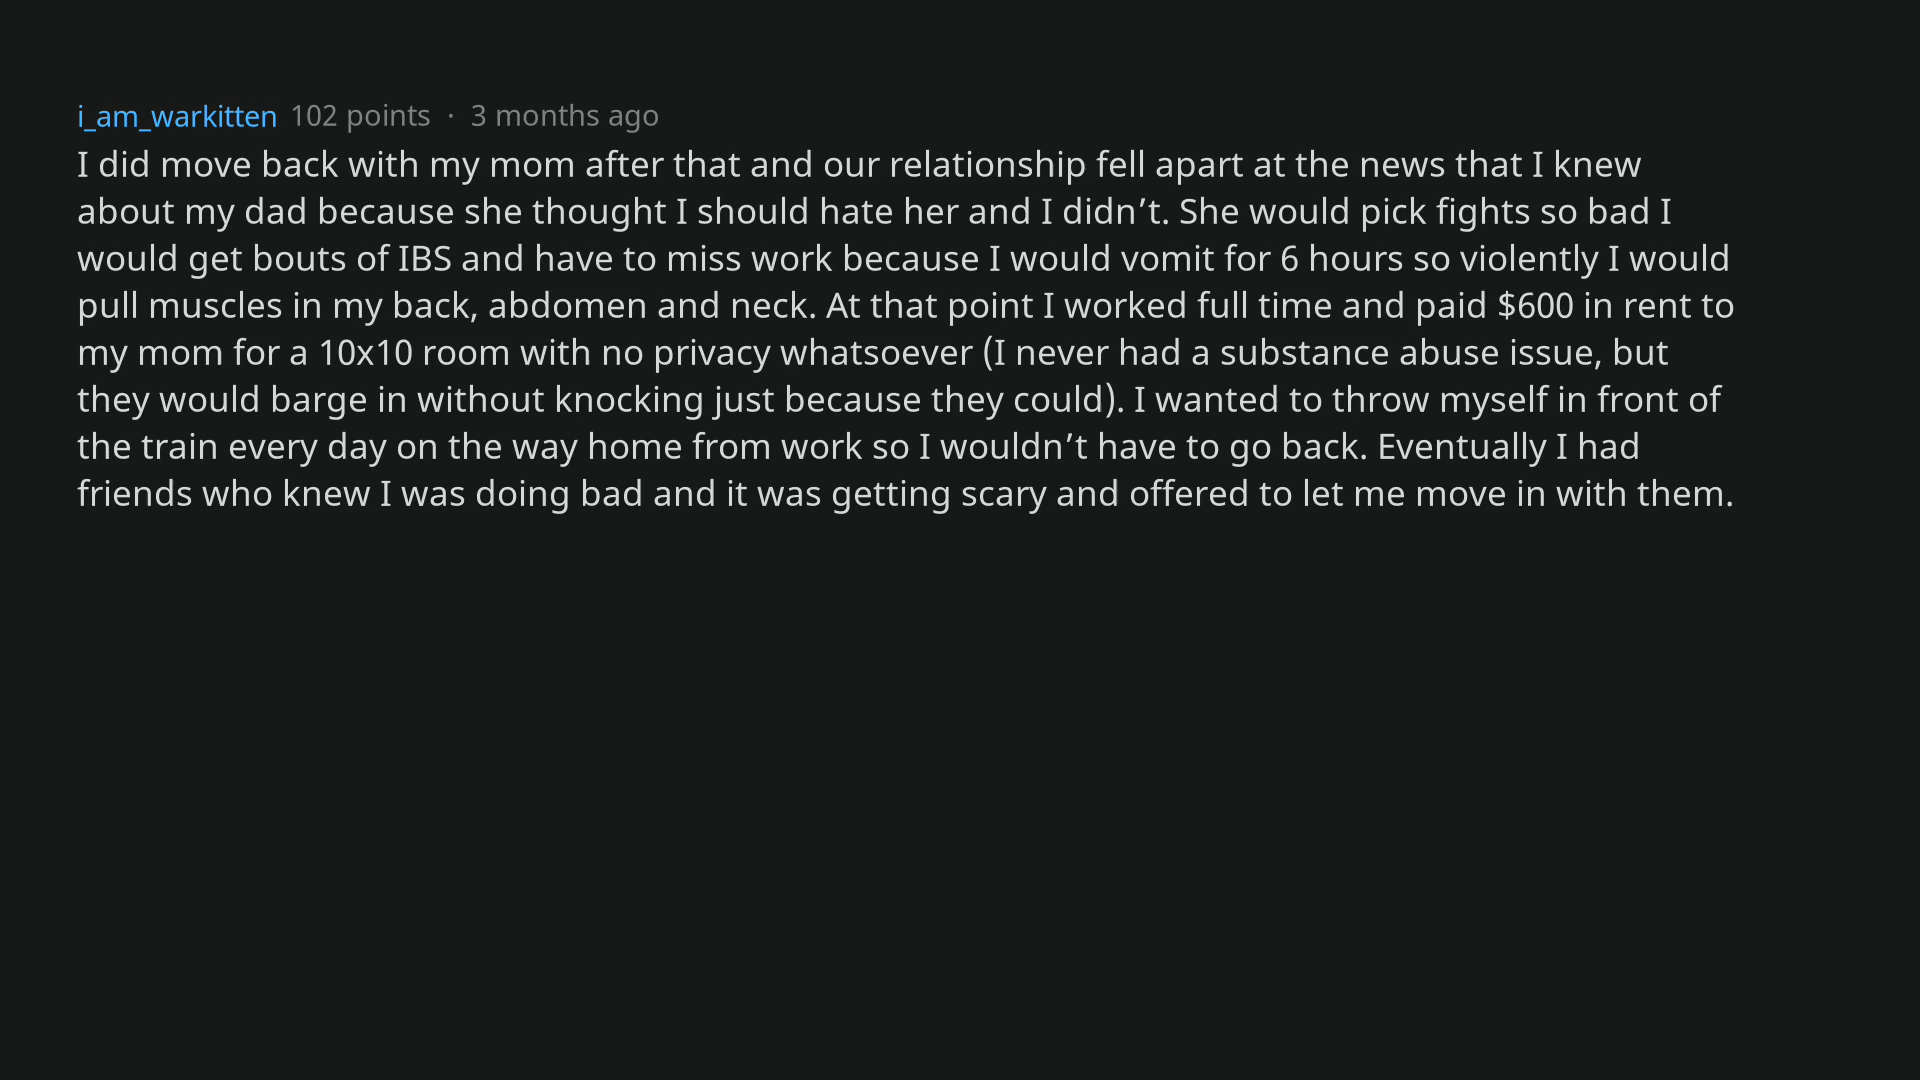 i_am_warkitten 102 points · 3 months ago
I did move back with my mom after that and our relationship fell apart at the news that I knew
about my dad because she thought I should hate her and I didn’t. She would pick fights so bad I
would get bouts of IBS and have to miss work because I would vomit for 6 hours so violently I would
pull muscles in my back, abdomen and neck. At that point I worked full time and paid $600 in rent to
my mom for a 10x10 room with no privacy whatsoever (I never had a substance abuse issue, but
they would barge in without knocking just because they could). I wanted to throw myself in front of
the train every day on the way home from work so I wouldn’t have to go back. Eventually I had
friends who knew I was doing bad and it was getting scary and offered to let me move in with them.